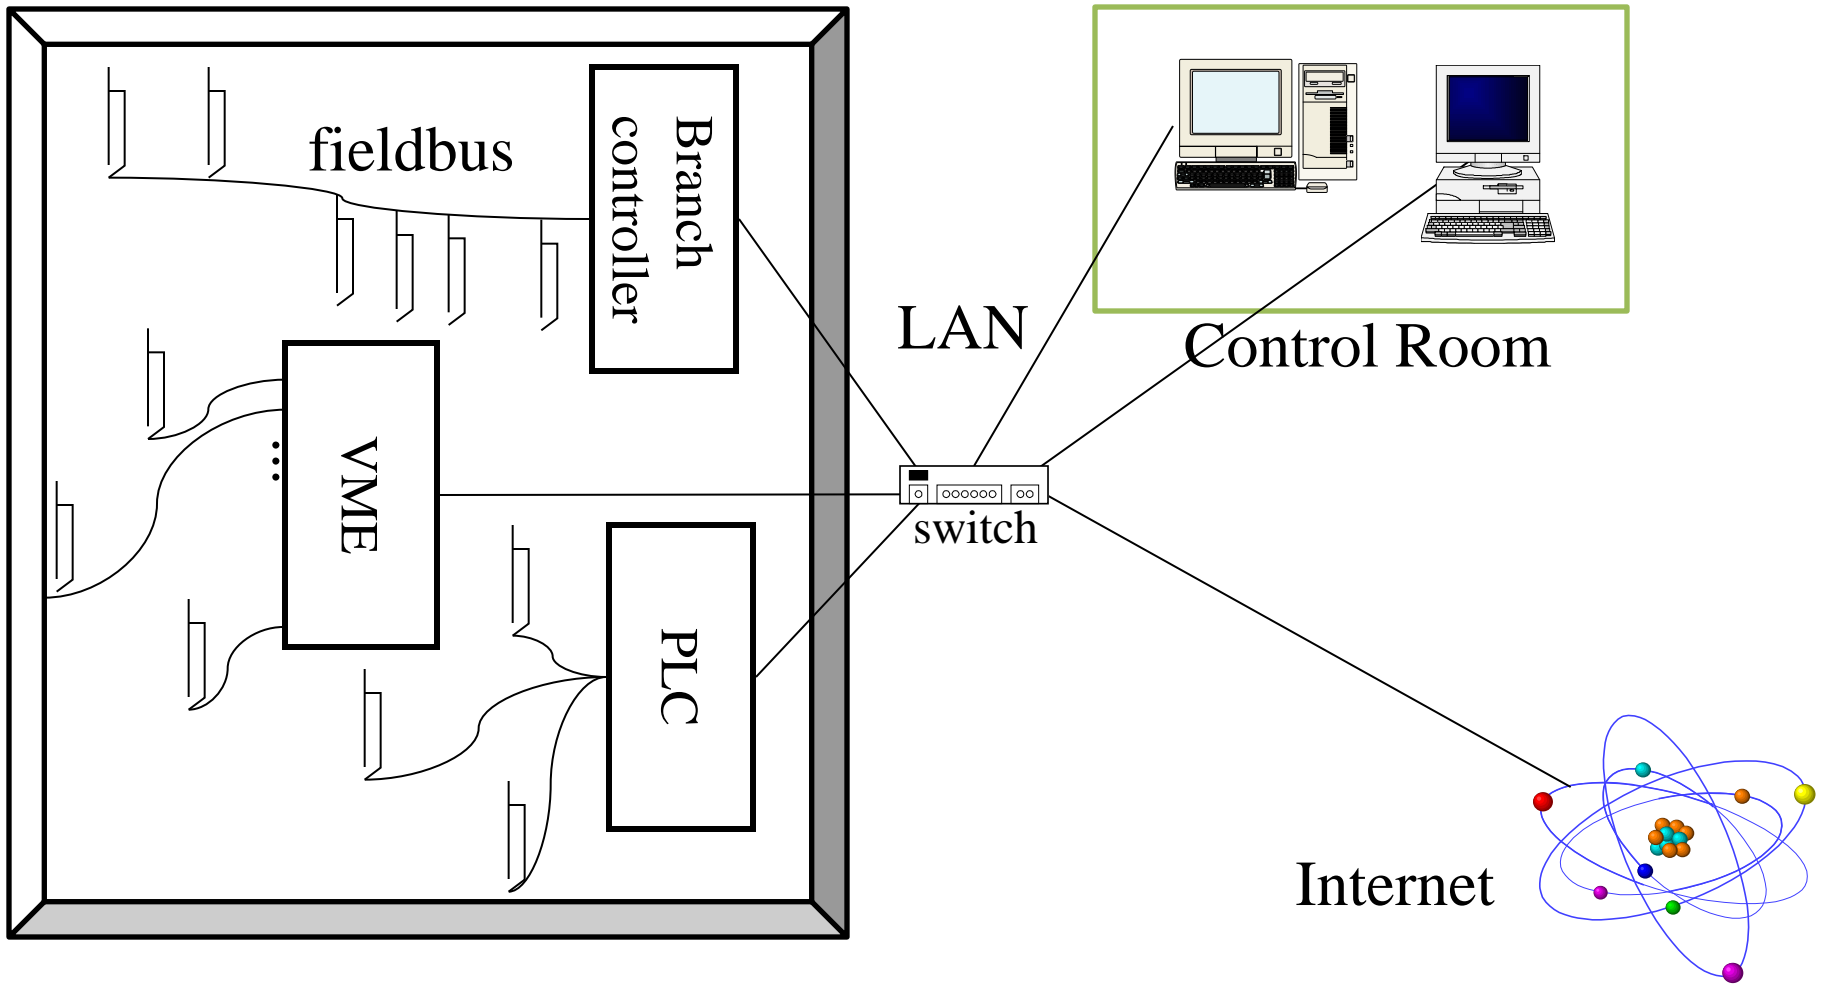 fieldbus
Branch
controller
LAN
Control Room
VME
...
switch
PLC
Internet